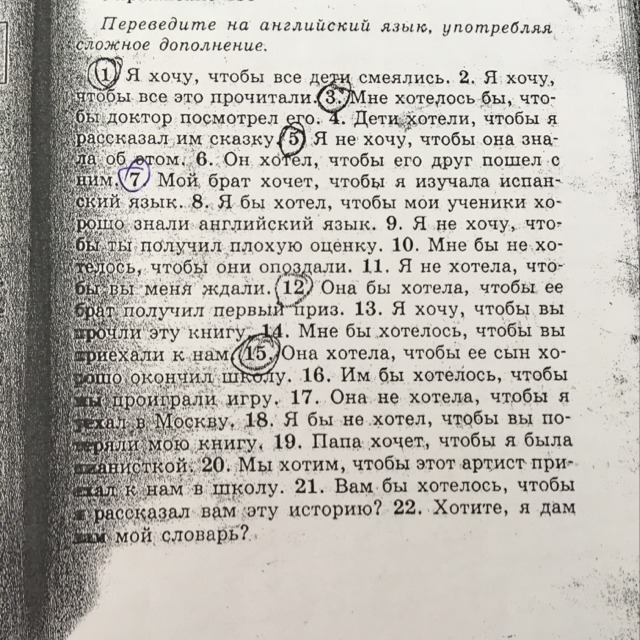 Переведите на английский язык, употребляя
сложное дополнение.
1 Я хочу, чтобы все дети смеялись. 2. Я хочу,
чтобы все это прочитали. 3. Мне хотелось бы, что-
бы доктор посмотрел его. 4. Дети хотели, чтобы я
рассказал им сказку. 5 Я не хочу, чтобы она зна-
ла об этом. 6. Он хотел, чтобы его друг пошел с
ним. 7 Мой брат хочет, чтобы я изучала испан-
ский язык. 8. Я бы хотел, чтобы мои ученики хо-
рошо знали английский язык. 9. Я не хочу, что-
бы ты получил плохую оценку. 10. Мне бы не хо-
телось, чтобы они опоздали. 11. Я не хотела, что-
бы вы меня ждали. 12 Она бы хотела, чтобы ее
брат получил первый приз. 13. Я хочу, чтобы вы
прочли эту книгу. 14. Мне бы хотелось, чтобы вы
приехали к нам. 15. Она хотела, чтобы ее сын хо-
рошо окончил школу. 16. Им бы хотелось, чтобы
проиграли игру. 17. Она не хотела, чтобы я
уехал в Москву. 18. Я бы не хотел, чтобы вы по-
теряли мою книгу. 19. Папа хочет, чтобы я была
пианисткой. 20. Мы хотим, чтобы этот артист при-
ехал к нам в школу. 21. Вам бы хотелось, чтобы
я рассказал вам эту историю? 22. Хотите, я дам
вам мой словарь?